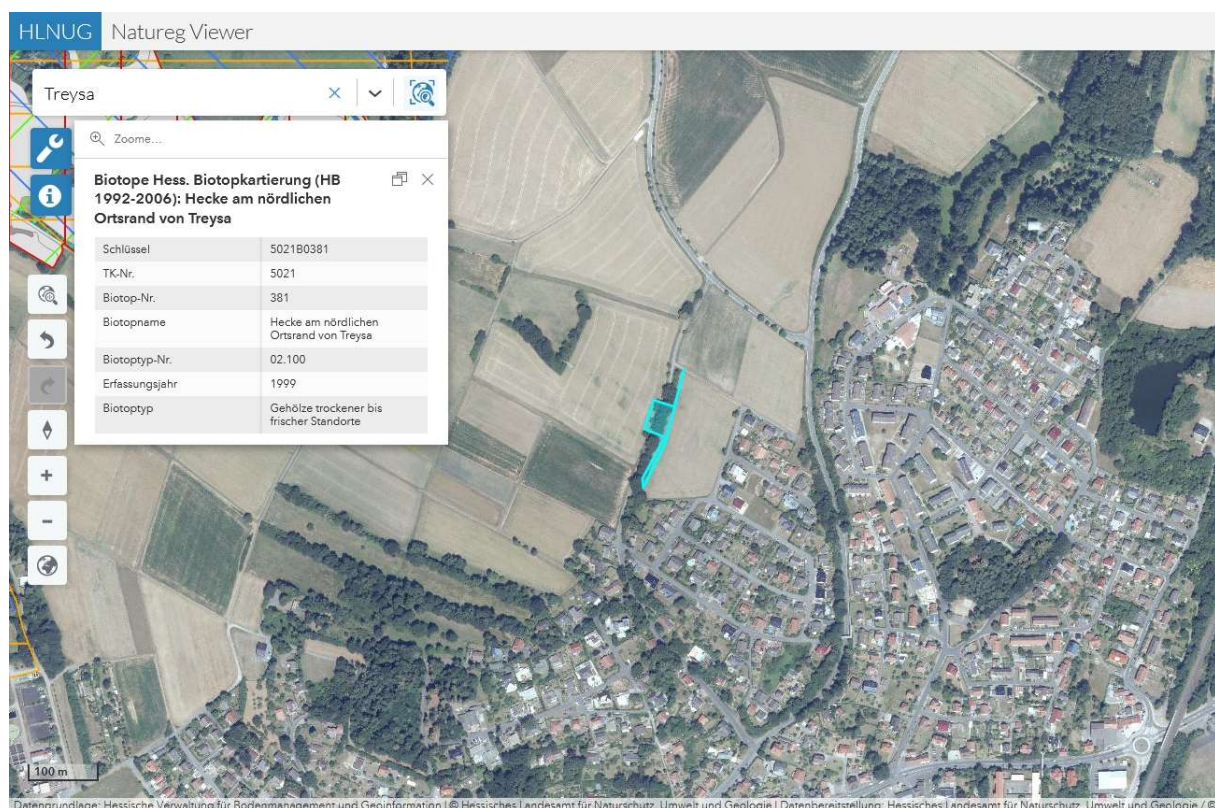 HLNUG Natureg Viewer
Treysa
Zoome...
Biotope Hess. Biotopkartierung (HB
1992-2006): Hecke am nördlichen
Ortsrand von Treysa
Schlüssel 5021B0381
TK-Nr. 5021
Biotop-Nr. 381
Biotopname Hecke am nördlichen
Ortsrand von Treysa
Biotoptyp-Nr. 02.100
Erfassungsjahr 1999
Biotoptyp Gehölze trockener bis
frischer Standorte
100 m
Datengrundlage: Hessische Verwaltung für Bodenmanagement und Geoinformation | © Hessisches Landesamt für Naturschutz, Umwelt und Geologie | Datenbereitstellung: Hessisches Landesamt für Naturschutz, Umwelt und Geologie / ©